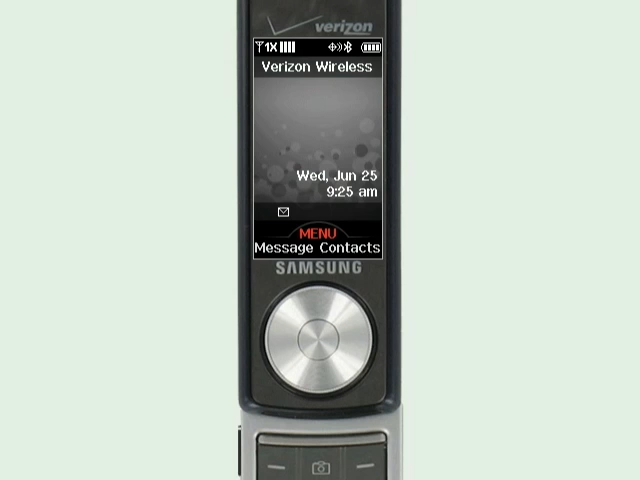 verizon
1X
Verizon Wireless
Wed, Jun 25
9:25 am
MENU
Message Contacts
SAMSUNG